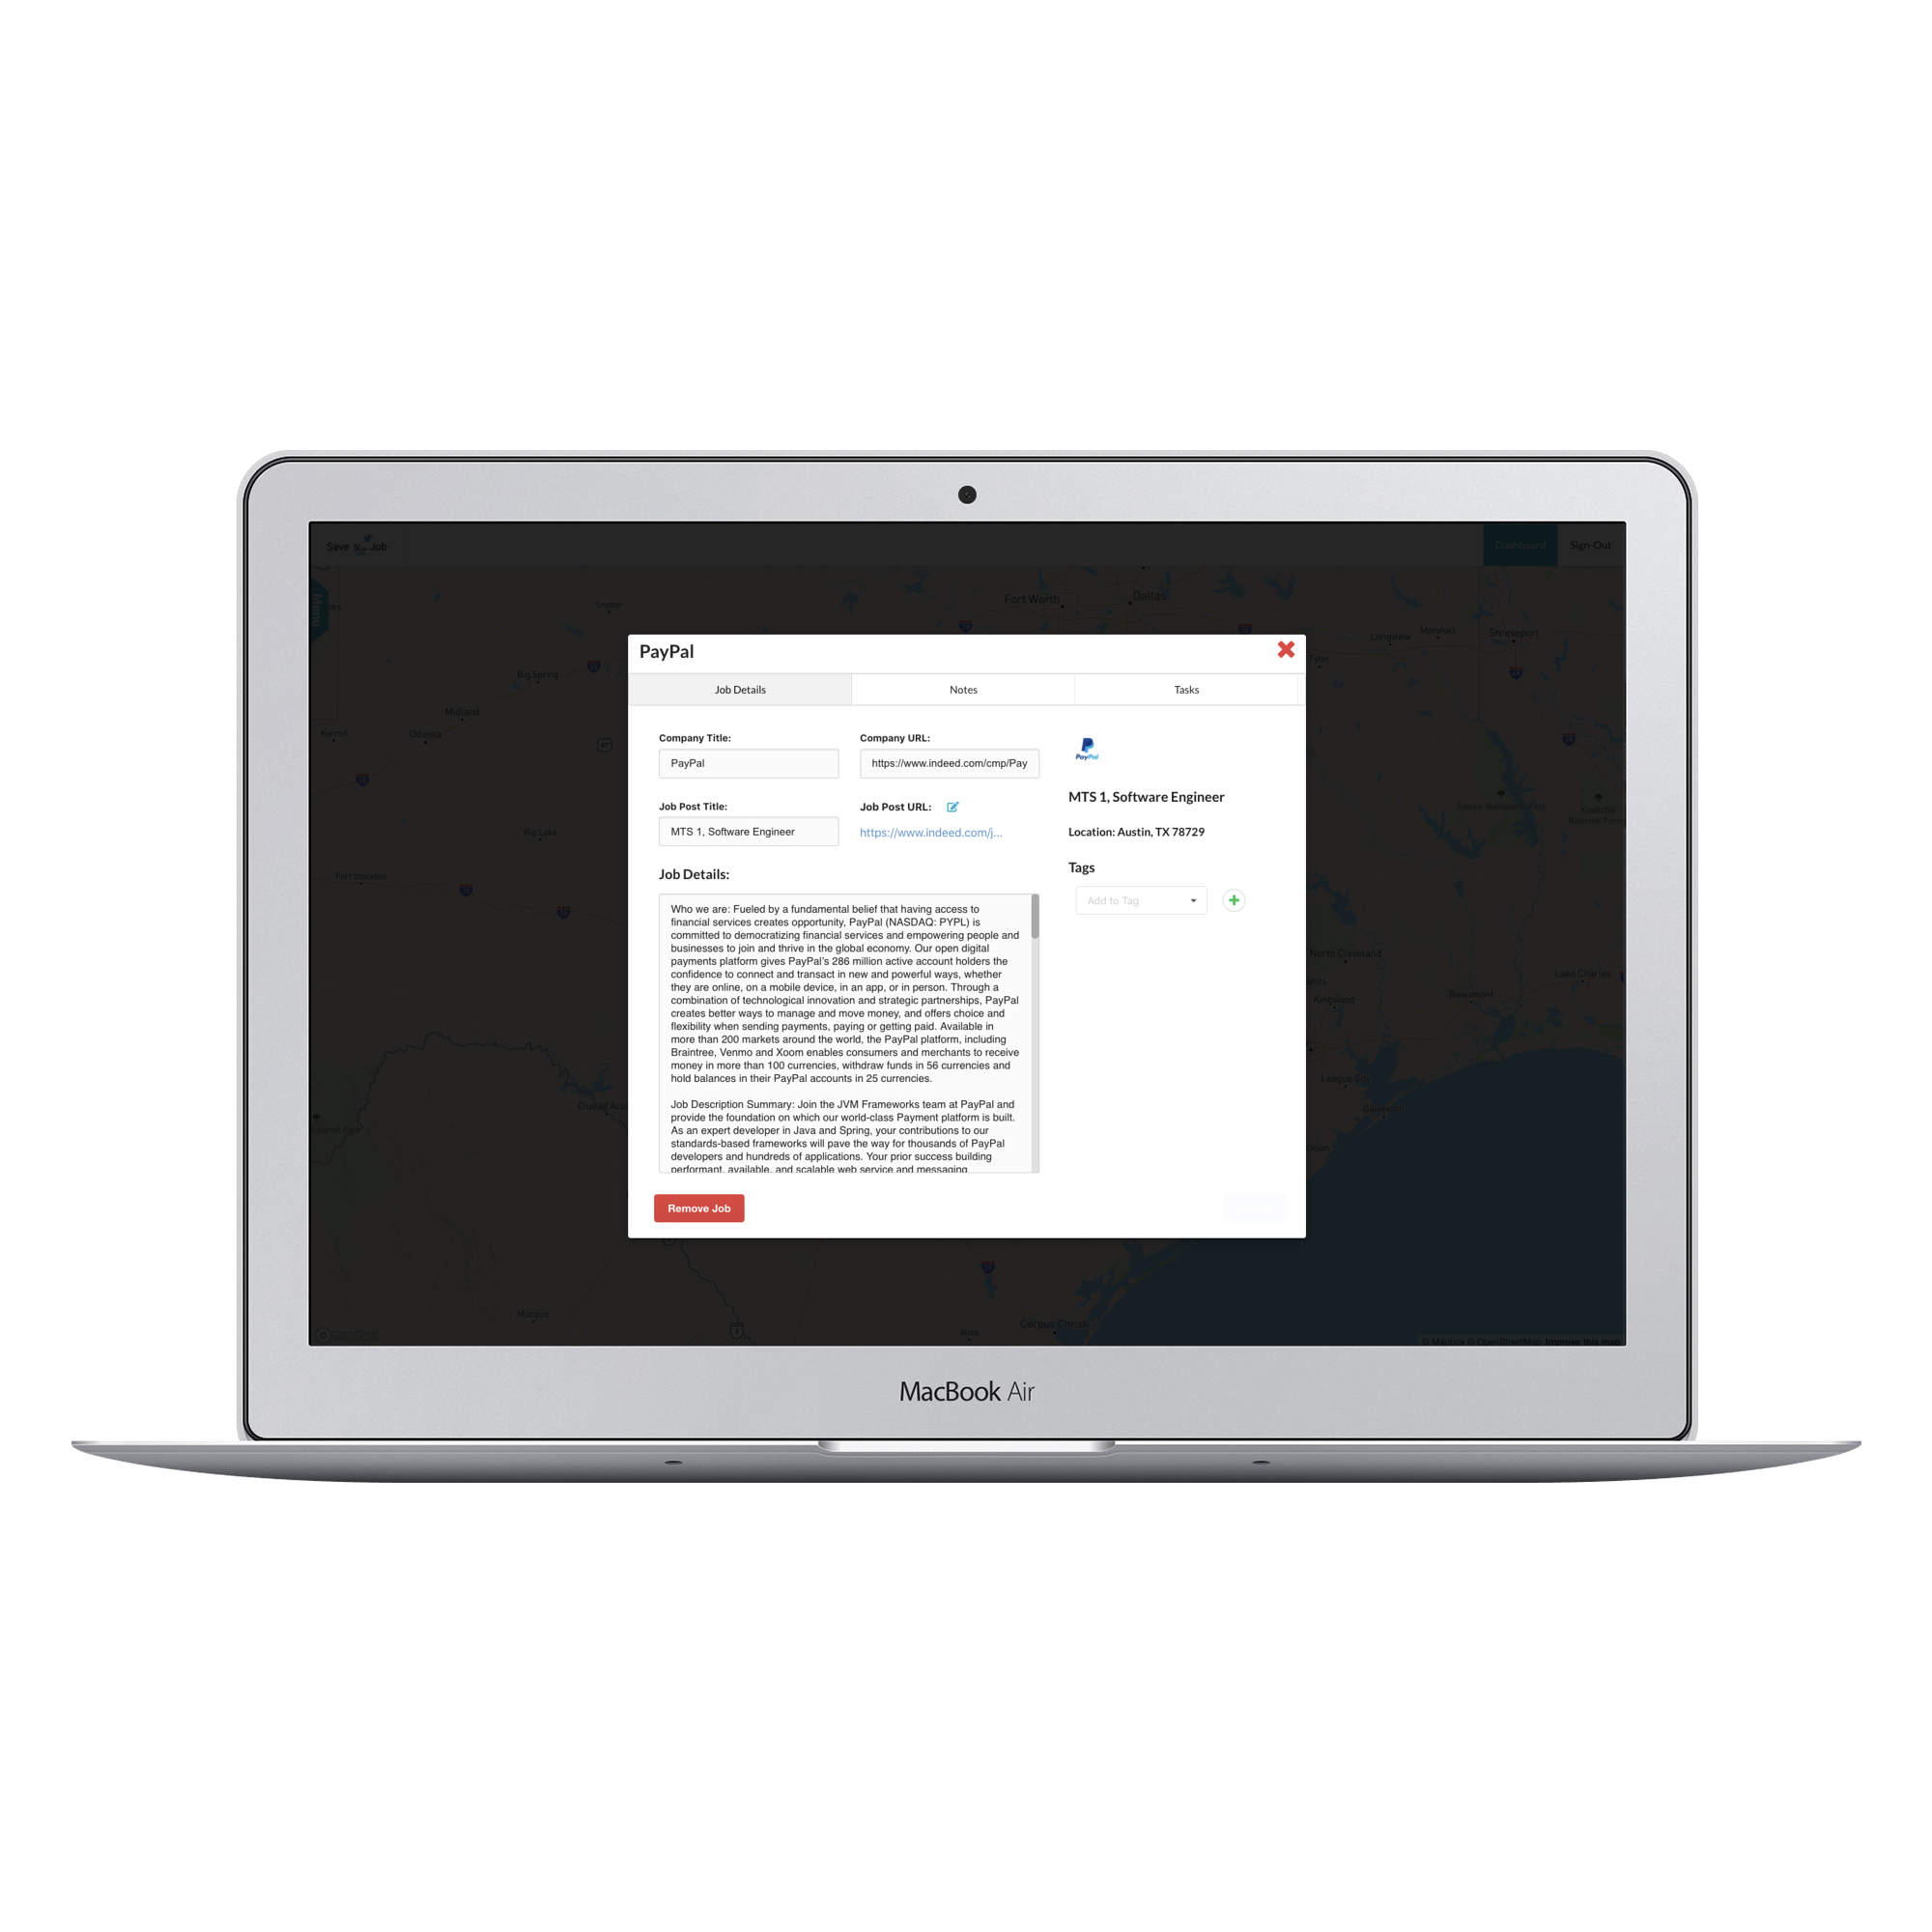 Save the Job
Dashboard
Sign-Out
Menu
Snyder
Fort Worth
Dallas
Longview
Marshall
Shreveport
Tyler
Big Spring
Midland
Odessa
Kermit
PayPal
Job Details
Notes
Tasks
Company Title:
Company URL:
PayPal
https://www.indeed.com/cmp/Pay
PayPal
Job Post Title:
Job Post URL:
MTS 1, Software Engineer
https://www.indeed.com/j...
MTS 1, Software Engineer
Location: Austin, TX 78729
Tags
Add to Tag
Job Details:
Who we are: Fueled by a fundamental belief that having access to
financial services creates opportunity, PayPal (NASDAQ: PYPL) is
committed to democratizing financial services and empowering people and
businesses to join and thrive in the global economy. Our open digital
payments platform gives PayPal's 286 million active account holders the
confidence to connect and transact in new and powerful ways, whether
they are online, on a mobile device, in an app, or in person. Through a
combination of technological innovation and strategic partnerships, PayPal
creates better ways to manage and move money, and offers choice and
flexibility when sending payments, paying or getting paid. Available in
more than 200 markets around the world, the PayPal platform, including
Braintree, Venmo and Xoom enables consumers and merchants to receive
money in more than 100 currencies, withdraw funds in 56 currencies and
hold balances in their PayPal accounts in 25 currencies.
Job Description Summary: Join the JVM Frameworks team at PayPal and
provide the foundation on which our world-class Payment platform is built.
As an expert developer in Java and Spring, your contributions to our
standards-based frameworks will pave the way for thousands of PayPal
developers and hundreds of applications. Your prior success building
performant, available, and scalable web service and messaging
Remove Job
Big Lake
Fort Stockton
Sabine National Forest
Kisatchie
National Forest
North Cleveland
Lake Charles
Kingwood
Beaumont
League City
Galveston
Ciudad Acu
National Park
Múzquiz
Alice
Corpus Christi
mapbox
© Mapbox © OpenStreetMap Improve this map
MacBook Air